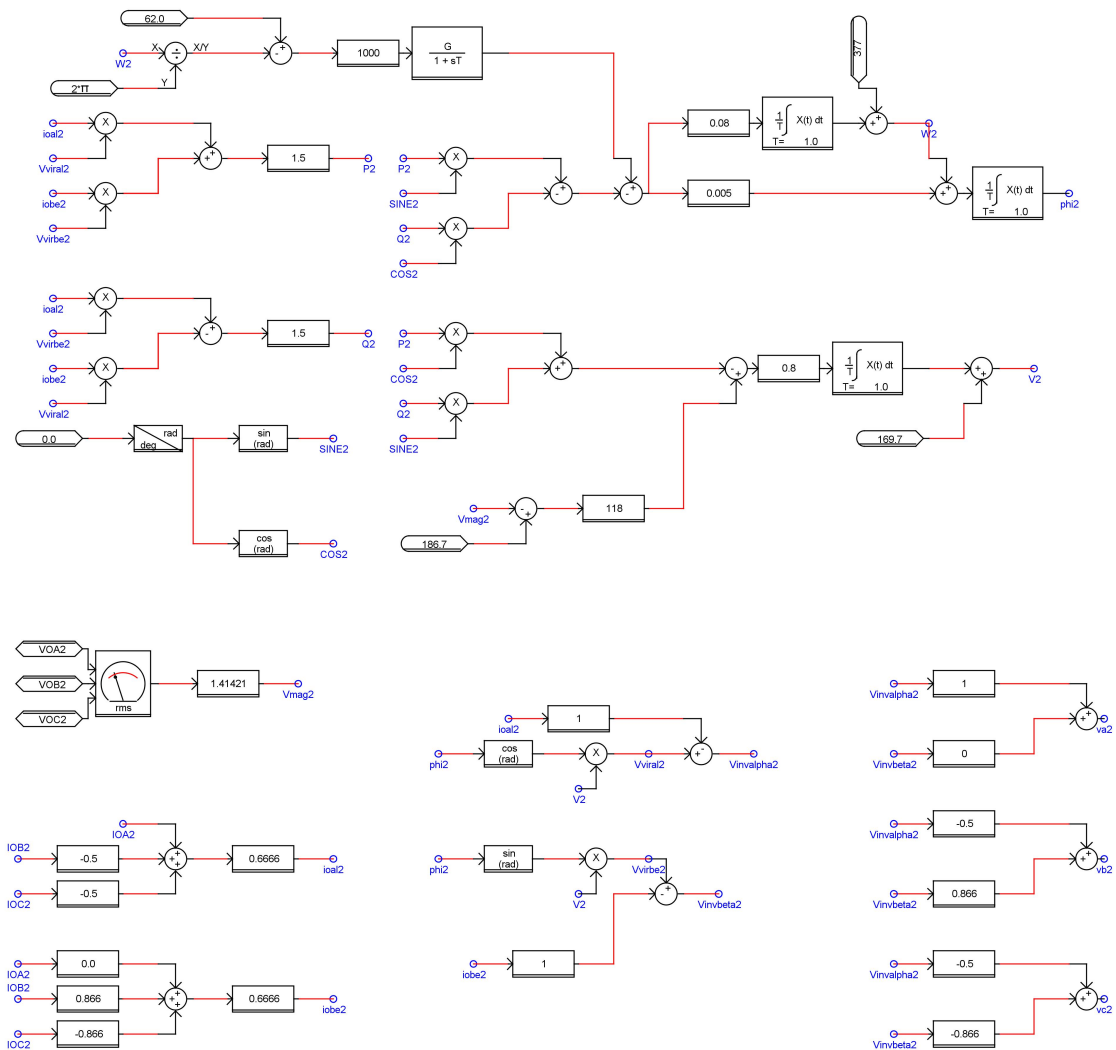 62.0
X
X/Y
W2
÷
Y
2*π
-
+
1000
G
1 + sT
377
ioal2
X
Vviral2
iobe2
X
Vvirbe2
+
+
1.5
P2
P2
X
SINE2
Q2
X
COS2
+
+
-
+
0.08
1
T
X(t) dt
T= 1.0
+
+
W2
0.005
+
+
1
T
X(t) dt
T= 1.0
phi2
ioal2
X
Vvirbe2
iobe2
X
Vviral2
-
+
1.5
Q2
P2
X
COS2
Q2
X
SINE2
+
+
-
+
0.8
1
T
X(t) dt
T= 1.0
+
+
V2
169.7
0.0
rad
deg
sin
(rad)
SINE2
cos
(rad)
COS2
Vmag2
-
+
118
186.7
VOA2
VOB2
VOC2
rms
1.41421
Vmag2
ioal2
1
phi2
cos
(rad)
X
V2
Vviral2
+
-
Vinvalpha2
Vinvalpha2
1
Vinvbeta2
0
+
+
va2
IOA2
IOB2
-0.5
IOC2
-0.5
+
+
+
0.6666
ioal2
phi2
sin
(rad)
X
V2
Vvirbe2
-
+
Vinvbeta2
iobe2
1
Vinvalpha2
-0.5
Vinvbeta2
0.866
+
+
vb2
IOA2
0.0
IOB2
0.866
IOC2
-0.866
+
+
+
0.6666
iobe2
Vinvalpha2
-0.5
Vinvbeta2
-0.866
+
+
vc2